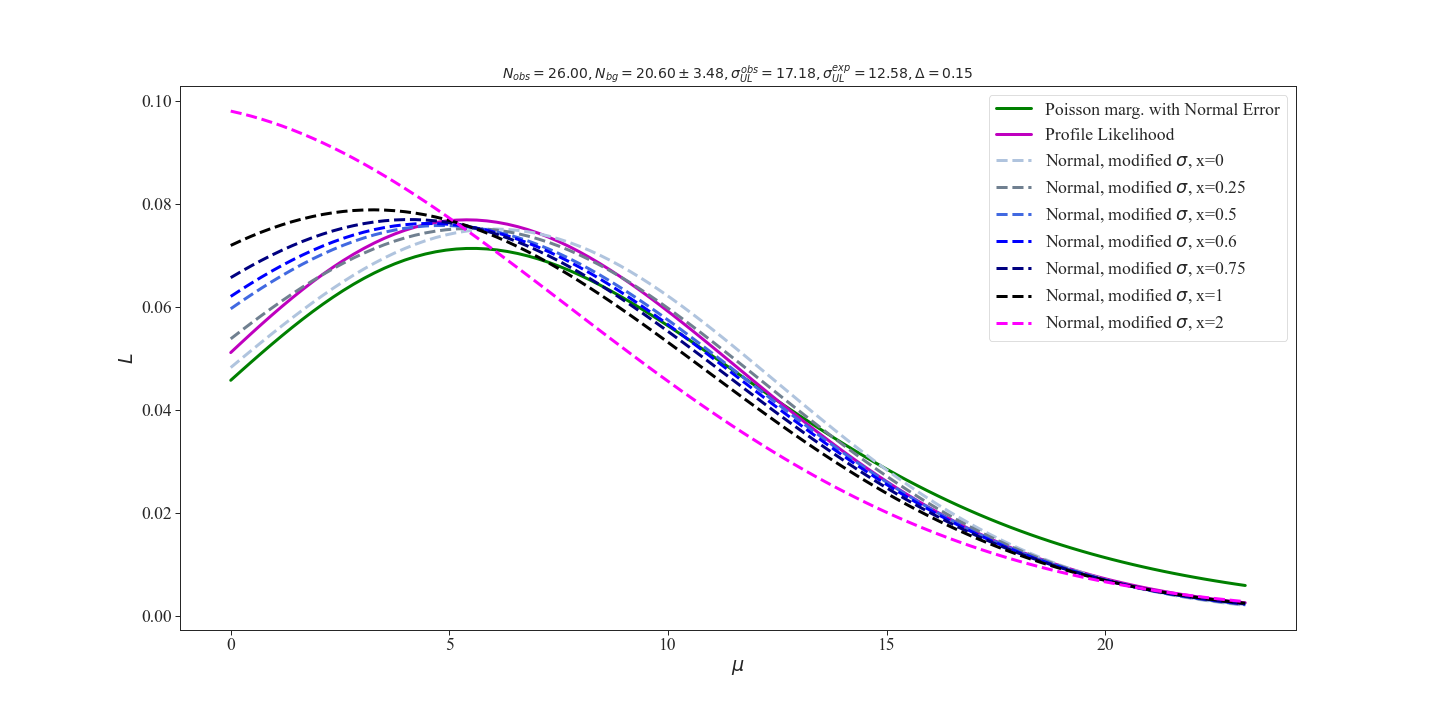 N_obs = 26.00, N_bg = 20.60 ± 3.48, σ_UL^obs = 17.18, σ_UL^exp = 12.58, Δ = 0.15
Poisson marg. with Normal Error
Profile Likelihood
Normal, modified σ, x=0
Normal, modified σ, x=0.25
Normal, modified σ, x=0.5
Normal, modified σ, x=0.6
Normal, modified σ, x=0.75
Normal, modified σ, x=1
Normal, modified σ, x=2
0.10
0.08
0.06
0.04
0.02
0.00
L
0 5 10 15 20
μ